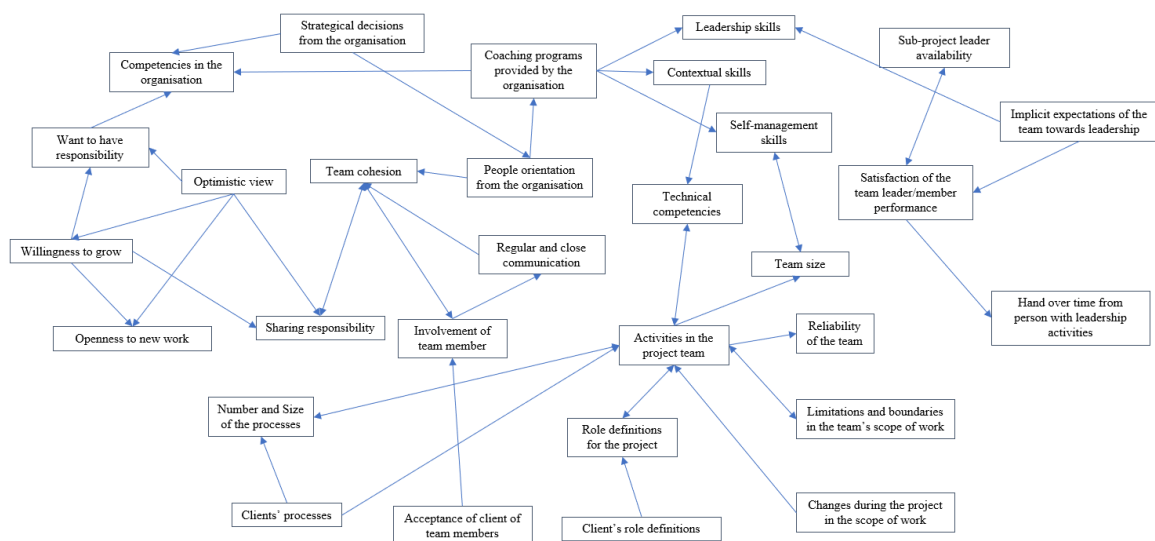 Strategical decisions
from the organisation
Leadership skills
Sub-project leader
availability
Competencies in the
organisation
Coaching programs
provided by the
organisation
Contextual skills
Implicit expectations of the
team towards leadership
Want to have
responsibility
Self-management
skills
Team cohesion
People orientation
from the organisation
Optimistic view
Technical
competencies
Satisfaction of the
team leader/member
performance
Willingness to grow
Regular and close
communication
Team size
Openness to new work
Sharing responsibility
Involvement of
team member
Activities in the
project team
Reliability
of the team
Hand over time from
person with leadership
activities
Number and Size
of the processes
Role definitions
for the project
Limitations and boundaries
in the team's scope of work
Clients' processes
Acceptance of client of
team members
Client's role definitions
Changes during the project
in the scope of work